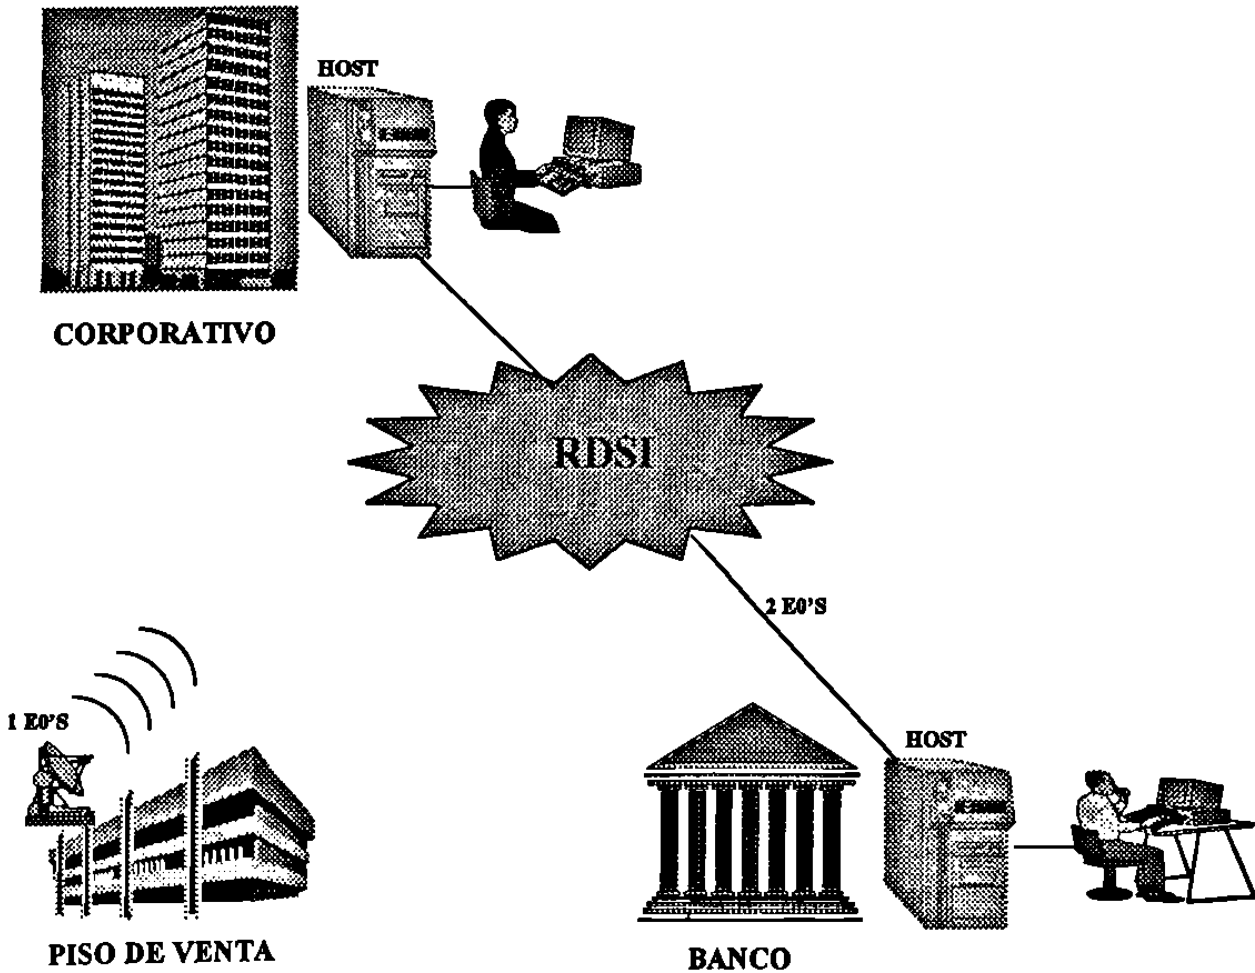 HOST
CORPORATIVO
RDSI
2 E0'S
1 E0'S
HOST
PISO DE VENTA
BANCO